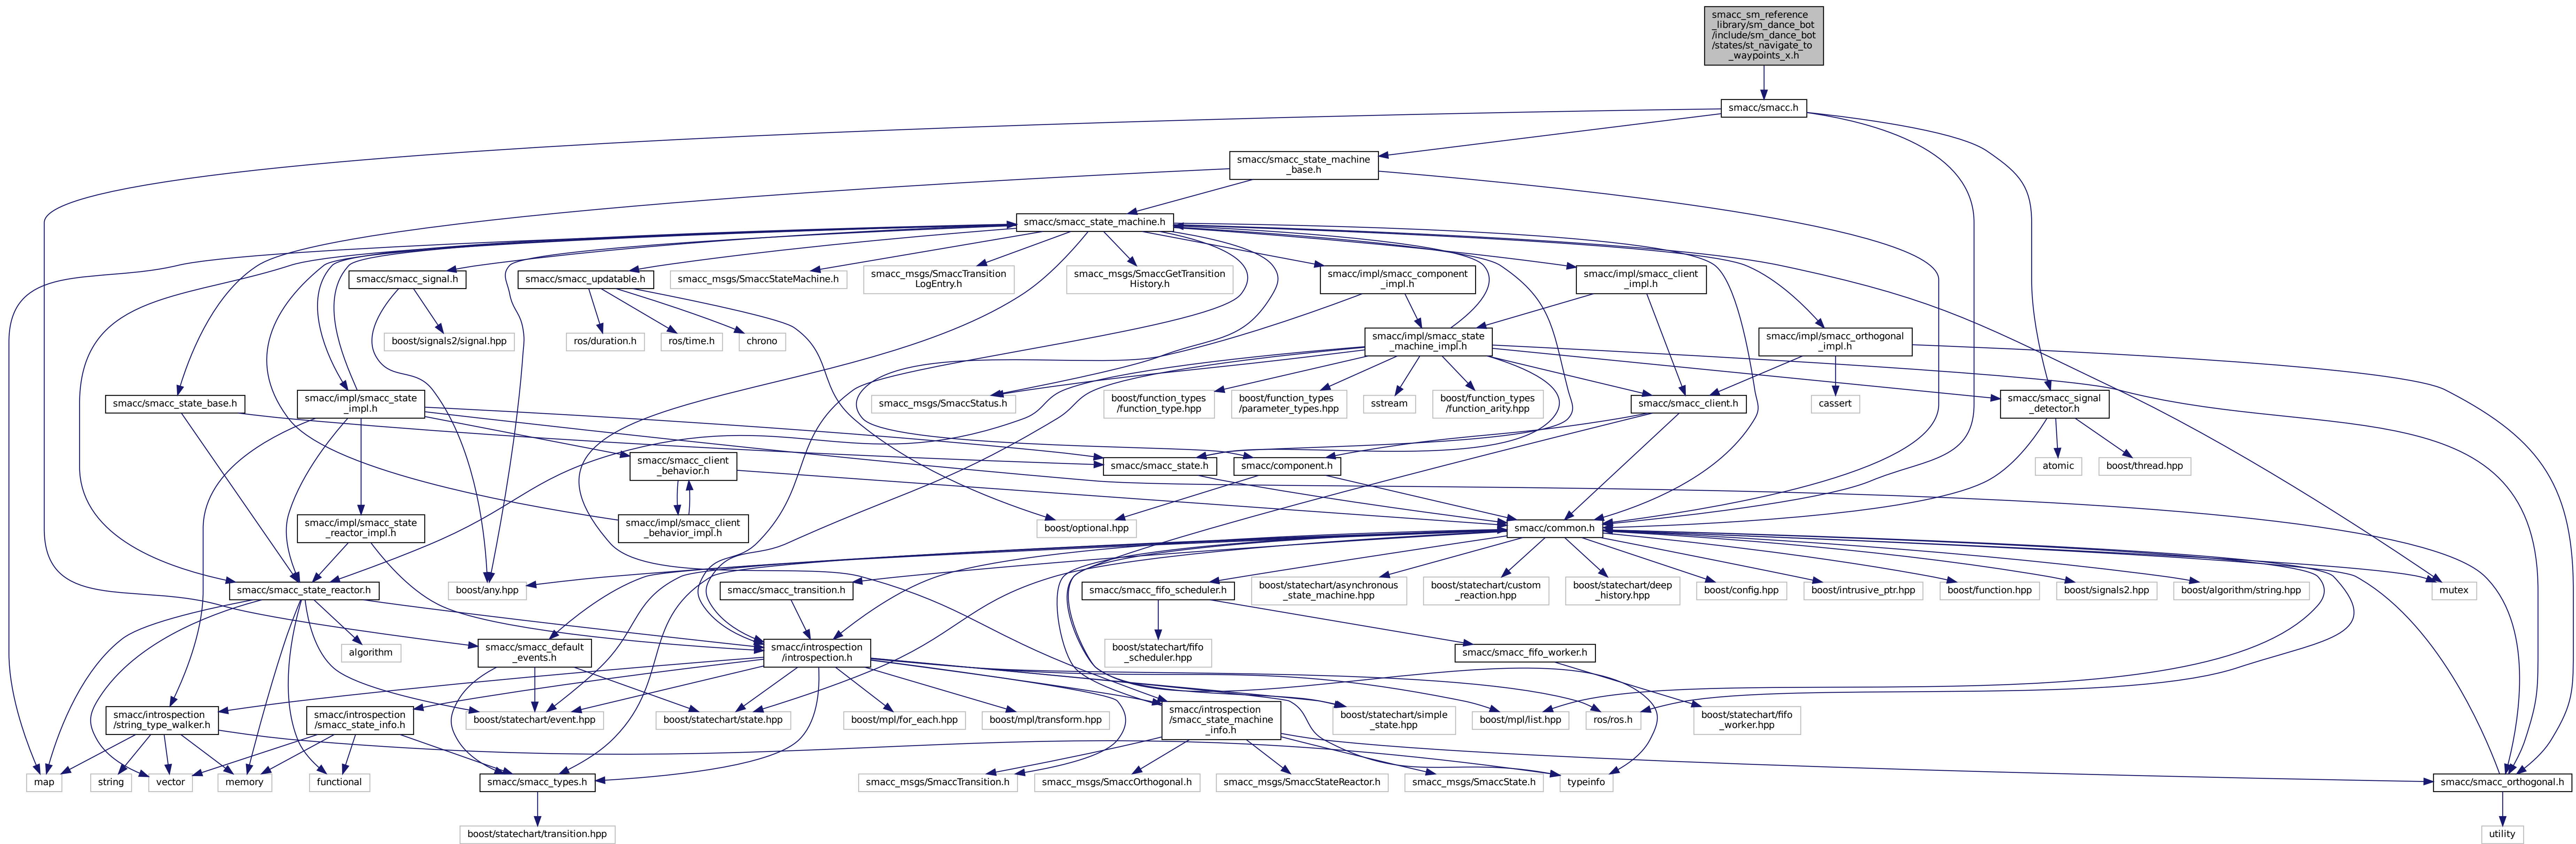 smacc_sm_reference
_library/sm_dance_bot
/include/sm_dance_bot
/states/st_navigate_to
_waypoints_x.h
smacc/smacc.h
smacc/smacc_state_machine
_base.h
smacc/smacc_state_machine.h
smacc/smacc_signal.h
smacc/smacc_updatable.h
smacc_msgs/SmaccStateMachine.h
smacc_msgs/SmaccTransition
LogEntry.h
smacc_msgs/SmaccGetTransition
History.h
smacc/impl/smacc_component
_impl.h
smacc/impl/smacc_client
_impl.h
boost/signals2/signal.hpp
ros/duration.h
ros/time.h
chrono
smacc/impl/smacc_state
_machine_impl.h
smacc/impl/smacc_orthogonal
_impl.h
smacc/smacc_state_base.h
smacc/impl/smacc_state
_impl.h
smacc_msgs/SmaccStatus.h
boost/function_types
/function_type.hpp
boost/function_types
/parameter_types.hpp
sstream
boost/function_types
/function_arity.hpp
smacc/smacc_client.h
cassert
smacc/smacc_signal
_detector.h
smacc/smacc_client
_behavior.h
smacc/smacc_state.h
smacc/component.h
atomic
boost/thread.hpp
smacc/impl/smacc_state
_reactor_impl.h
smacc/impl/smacc_client
_behavior_impl.h
boost/optional.hpp
smacc/common.h
smacc/smacc_state_reactor.h
boost/any.hpp
smacc/smacc_transition.h
smacc/smacc_fifo_scheduler.h
boost/statechart/asynchronous
_state_machine.hpp
boost/statechart/custom
_reaction.hpp
boost/statechart/deep
_history.hpp
boost/config.hpp
boost/intrusive_ptr.hpp
boost/function.hpp
boost/signals2.hpp
boost/algorithm/string.hpp
mutex
algorithm
smacc/smacc_default
_events.h
smacc/introspection
/introspection.h
boost/statechart/fifo
_scheduler.hpp
smacc/smacc_fifo_worker.h
smacc/introspection
/string_type_walker.h
smacc/introspection
/smacc_state_info.h
boost/statechart/event.hpp
boost/statechart/state.hpp
boost/mpl/for_each.hpp
boost/mpl/transform.hpp
smacc/introspection
/smacc_state_machine
_info.h
boost/statechart/simple
_state.hpp
boost/mpl/list.hpp
ros/ros.h
boost/statechart/fifo
_worker.hpp
map
string
vector
memory
functional
smacc/smacc_types.h
smacc_msgs/SmaccTransition.h
smacc_msgs/SmaccOrthogonal.h
smacc_msgs/SmaccStateReactor.h
smacc_msgs/SmaccState.h
typeinfo
smacc/smacc_orthogonal.h
boost/statechart/transition.hpp
utility